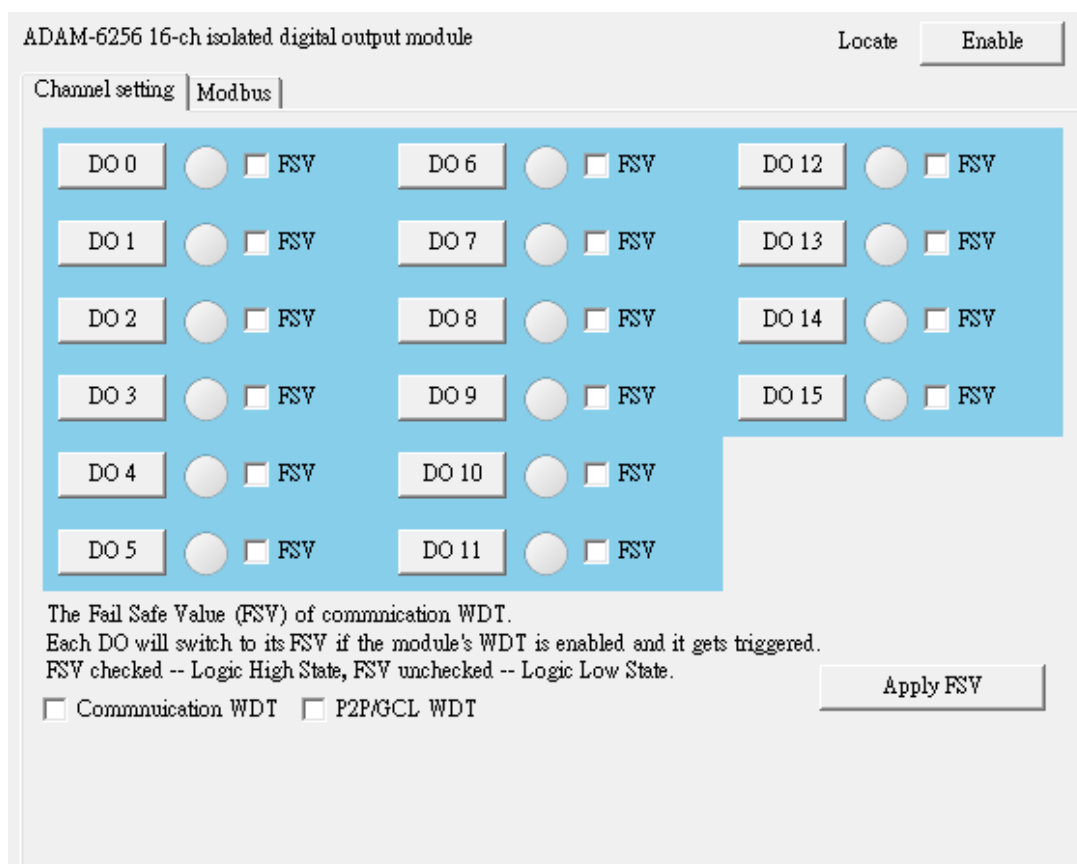 ADAM-6256 16-ch isolated digital output module Locate Enable
Channel setting Modbus
DO 0 FSV DO 6 FSV DO 12 FSV
DO 1 FSV DO 7 FSV DO 13 FSV
DO 2 FSV DO 8 FSV DO 14 FSV
DO 3 FSV DO 9 FSV DO 15 FSV
DO 4 FSV DO 10 FSV
DO 5 FSV DO 11 FSV
The Fail Safe Value (FSV) of commnication WDT.
Each DO will switch to its FSV if the module's WDT is enabled and it gets triggered.
FSV checked -- Logic High State, FSV unchecked -- Logic Low State.
Apply FSV
Commnuication WDT P2P/GCL WDT